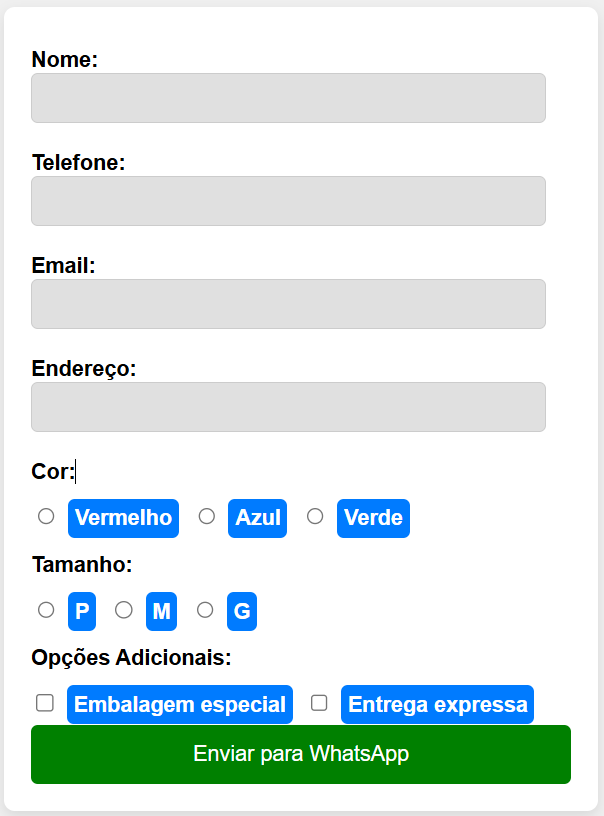 Nome:
Telefone:
Email:
Endereço:
Cor:
Vermelho Azul Verde
Tamanho:
P M G
Opções Adicionais:
Embalagem especial Entrega expressa
Enviar para WhatsApp